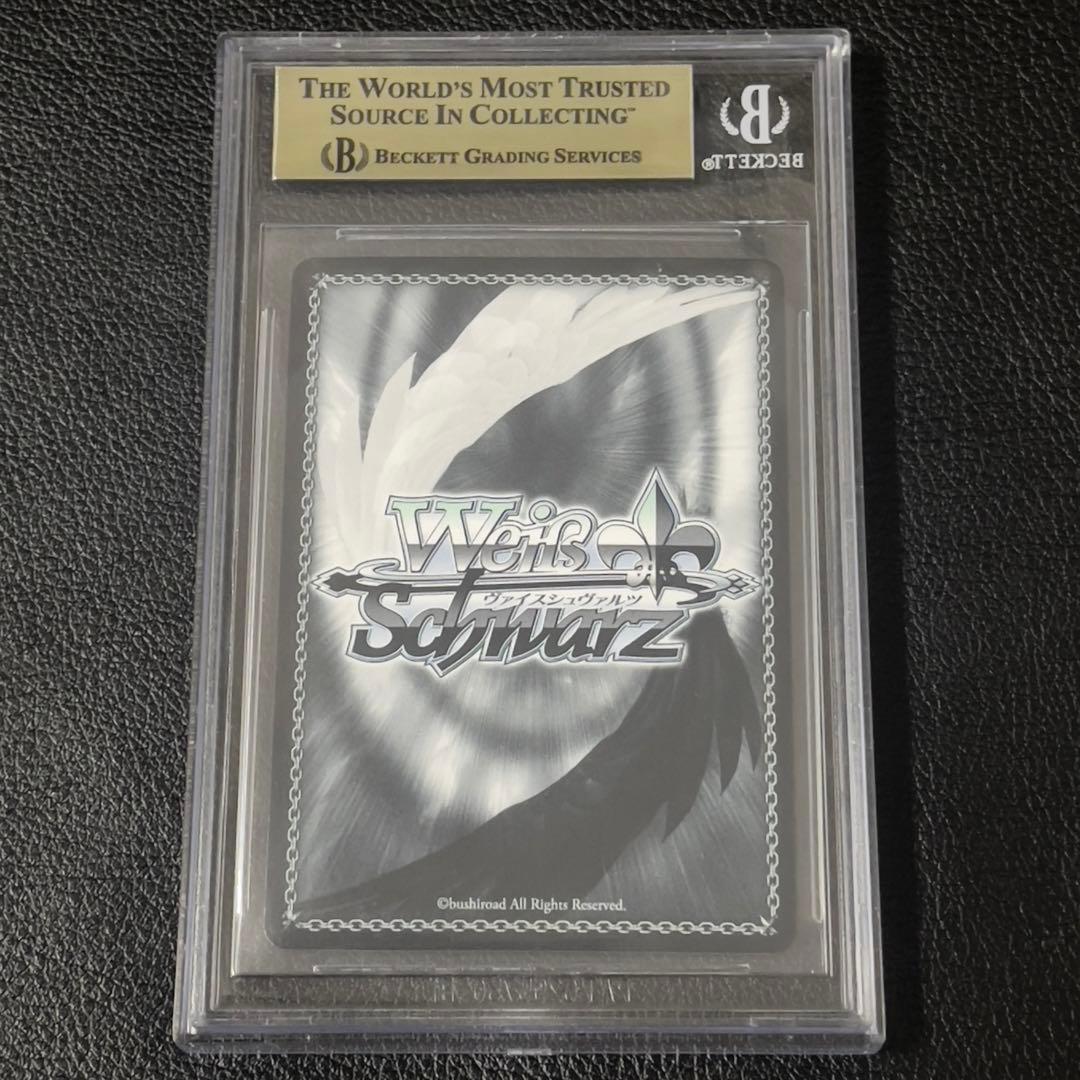 THE WORLD'S MOST TRUSTED
SOURCE IN COLLECTING™
B BECKETT GRADING SERVICES
B
BECKETT®
Weiß
ヴァイスシュヴァルツ
Schwarz
©bushiroad All Rights Reserved.